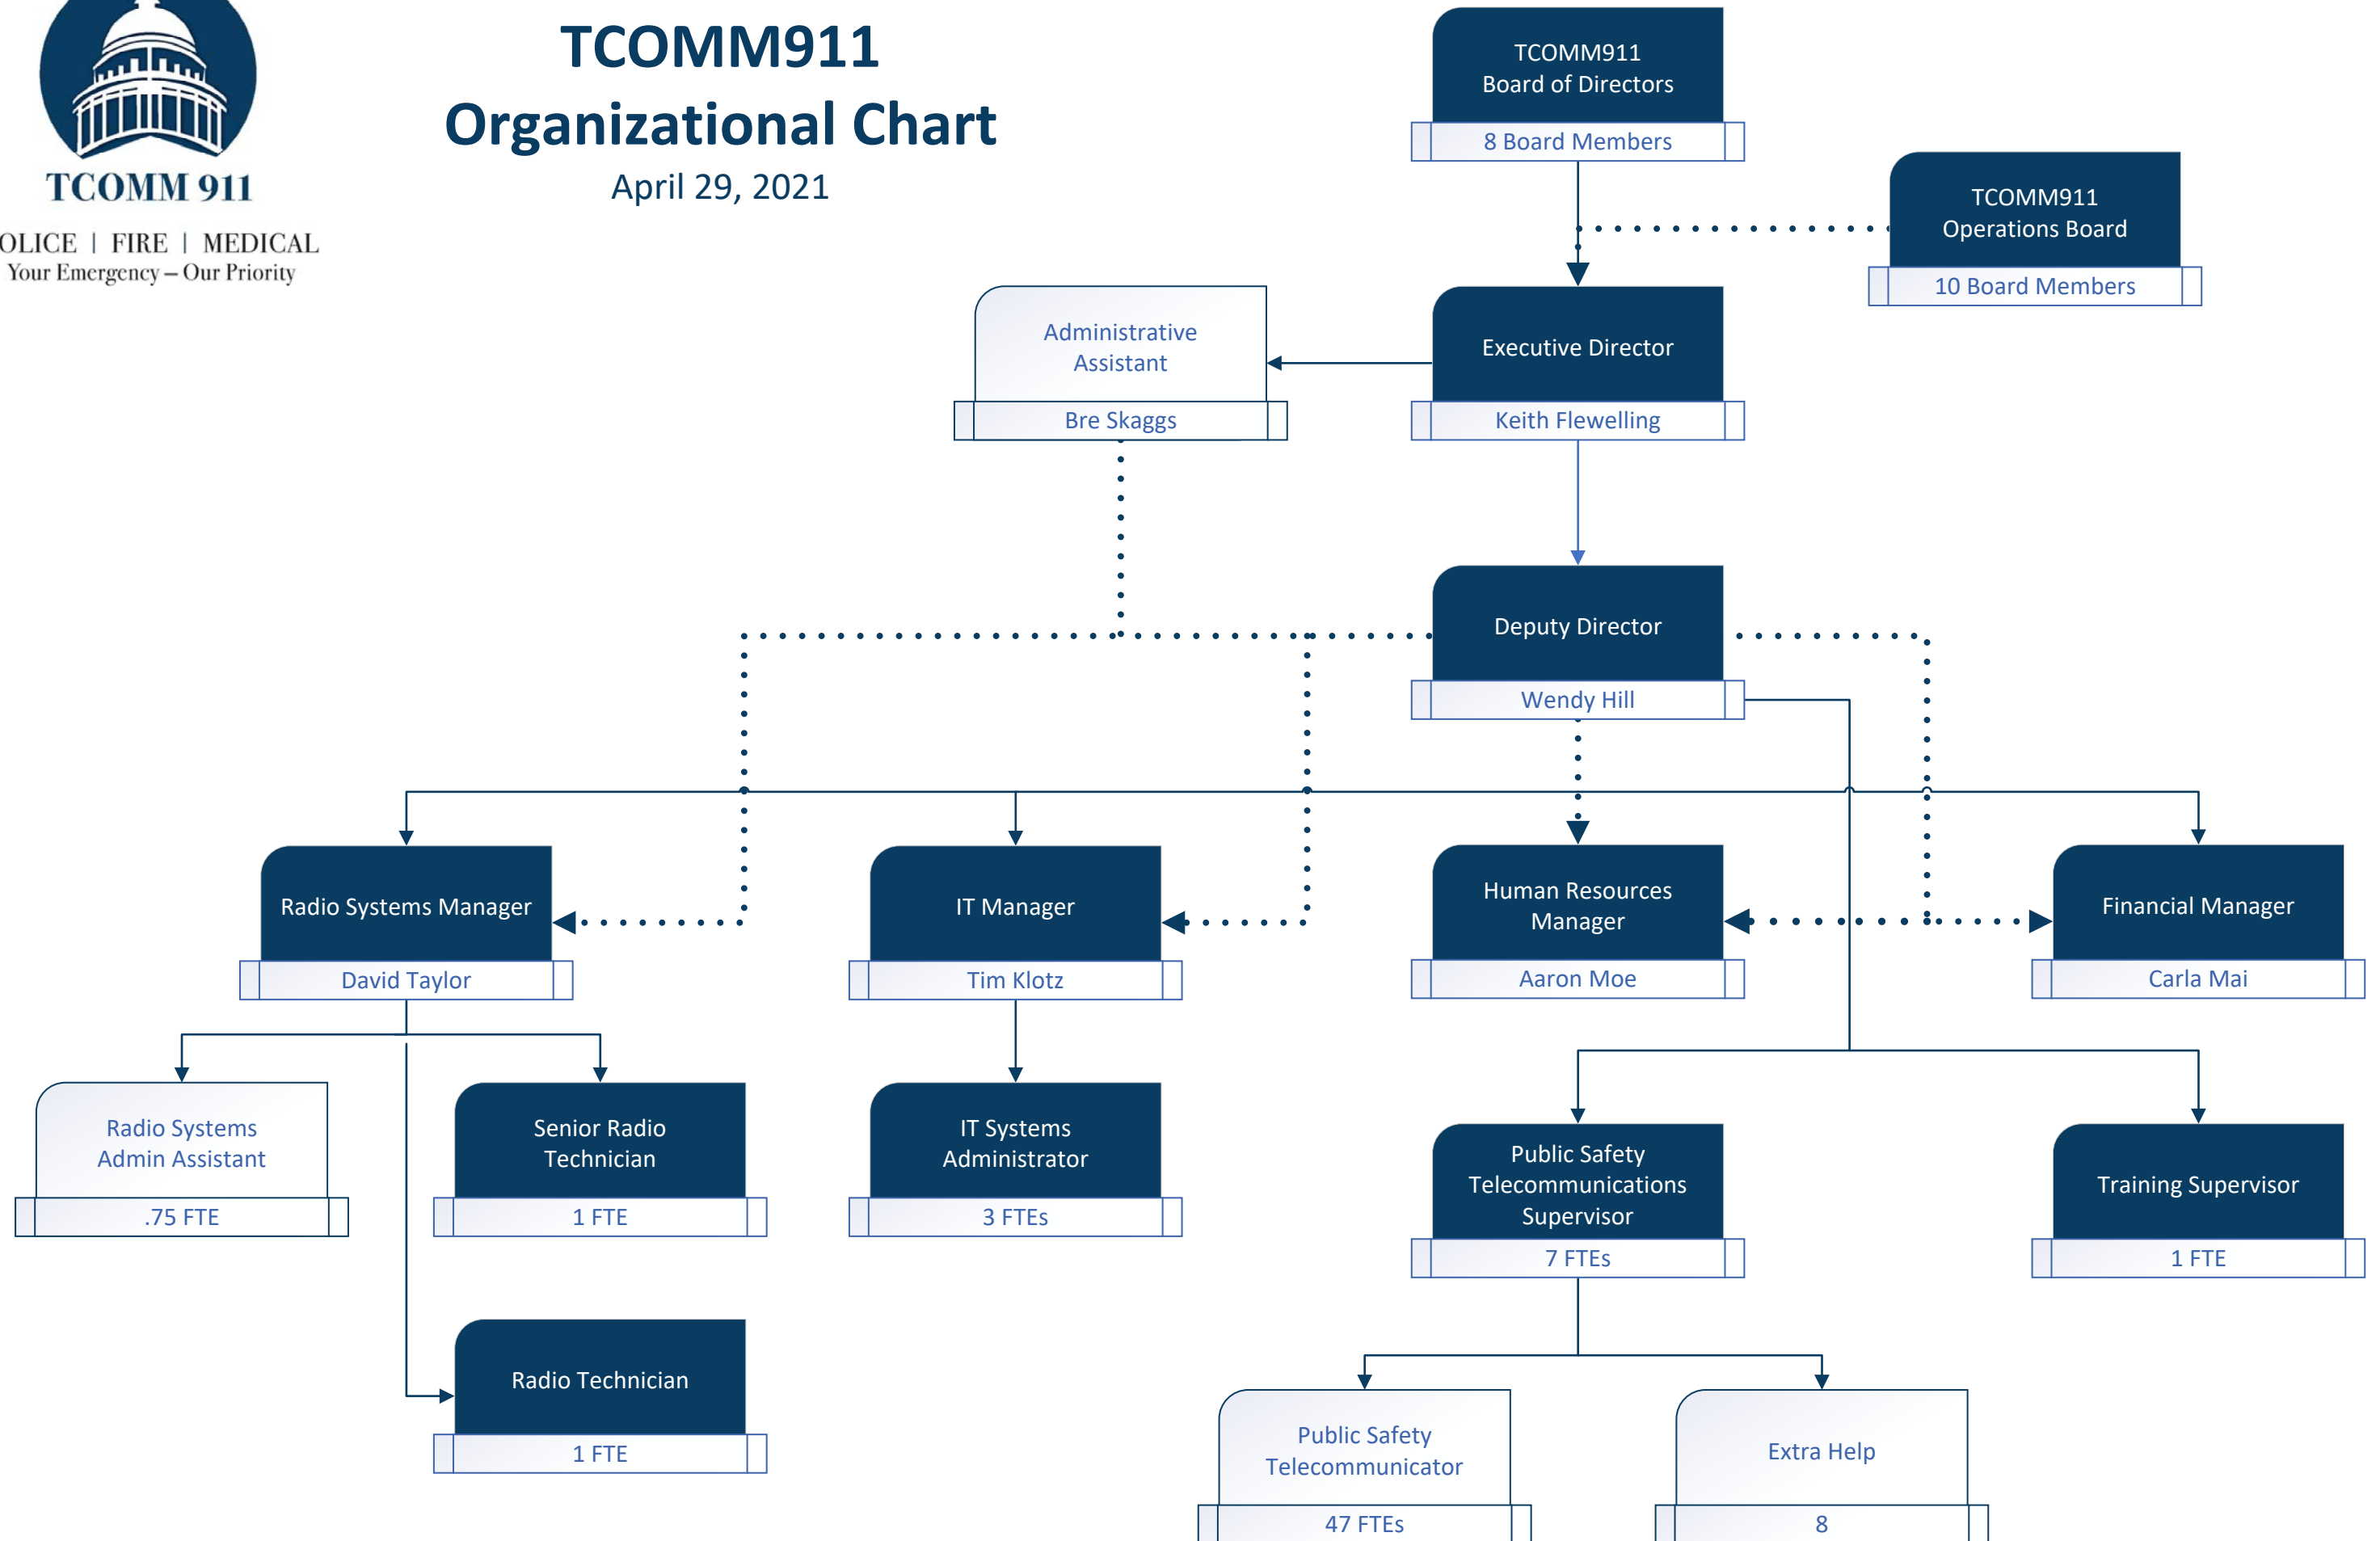 TCOMM911
Organizational Chart
April 29, 2021
TCOMM 911
OLICE | FIRE | MEDICAL
Your Emergency – Our Priority
TCOMM911
Board of Directors
8 Board Members
TCOMM911
Operations Board
10 Board Members
Administrative
Assistant
Bre Skaggs
Executive Director
Keith Flewelling
Deputy Director
Wendy Hill
Radio Systems Manager
David Taylor
IT Manager
Tim Klotz
Human Resources
Manager
Aaron Moe
Financial Manager
Carla Mai
Radio Systems
Admin Assistant
.75 FTE
Senior Radio
Technician
1 FTE
IT Systems
Administrator
3 FTEs
Public Safety
Telecommunications
Supervisor
7 FTEs
Training Supervisor
1 FTE
Radio Technician
1 FTE
Public Safety
Telecommunicator
47 FTEs
Extra Help
8